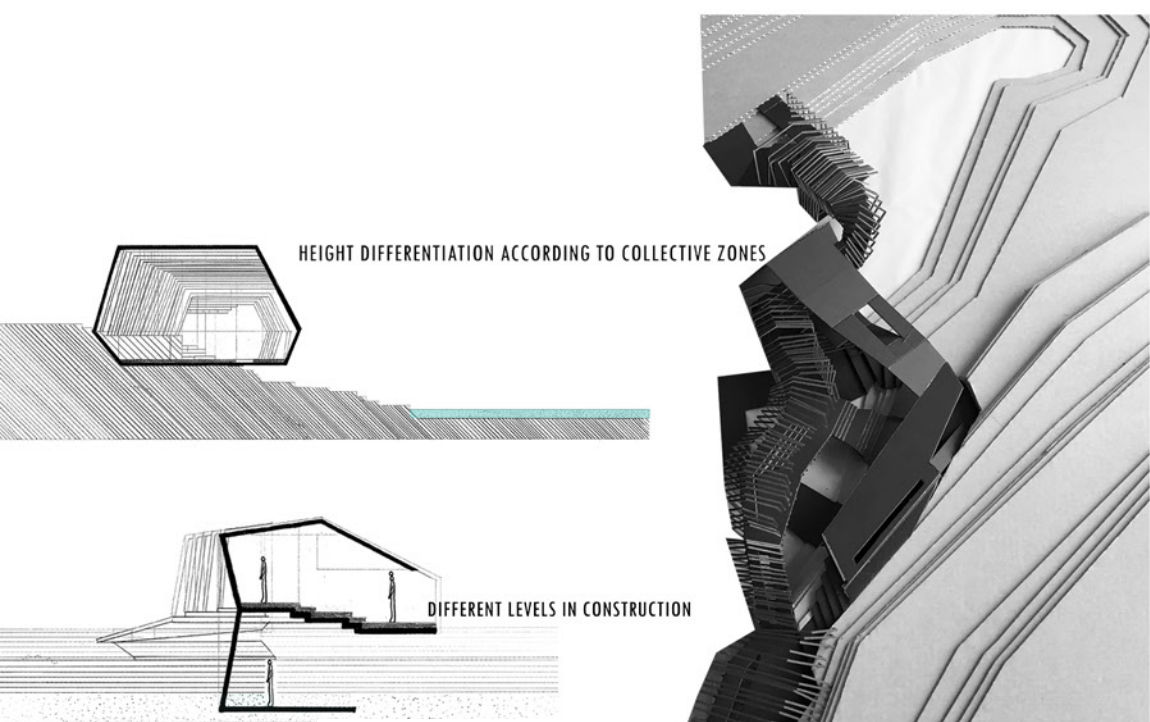 HEIGHT DIFFERENTIATION ACCORDING TO COLLECTIVE ZONES
DIFFERENT LEVELS IN CONSTRUCTION